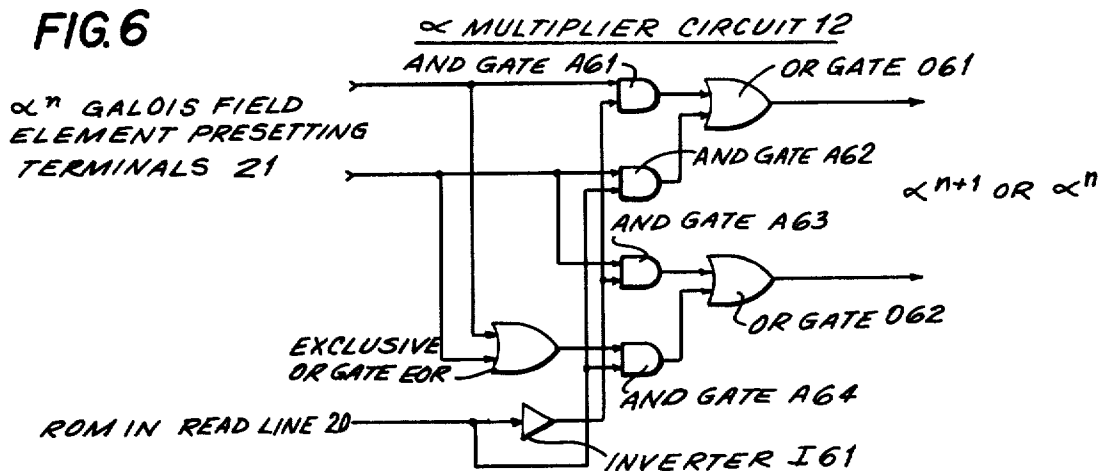 FIG.6
∝ MULTIPLIER CIRCUIT 12
AND GATE A61
OR GATE O61
∝ⁿ GALOIS FIELD
ELEMENT PRESETTING
TERMINALS 21
AND GATE A62
∝ⁿ⁺¹ OR ∝ⁿ
AND GATE A63
OR GATE O62
EXCLUSIVE
OR GATE EOR
AND GATE A64
ROM IN READ LINE 20
INVERTER I61